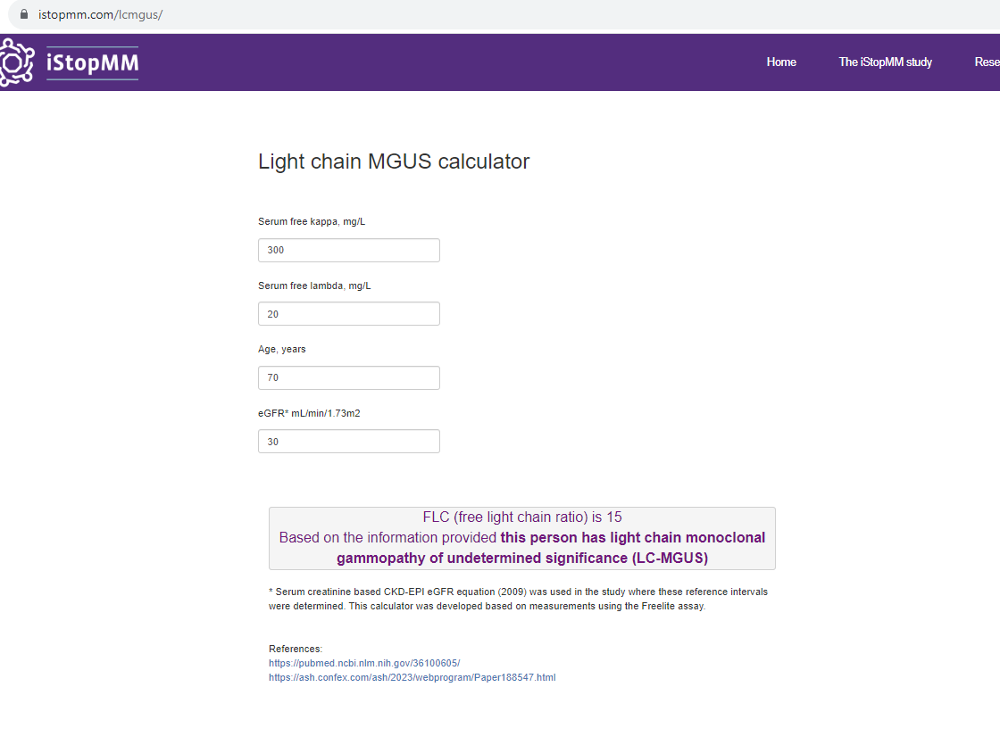 istopmm.com/lcmgus/
iStopMM
Home The iStopMM study Rese
Light chain MGUS calculator
Serum free kappa, mg/L
300
Serum free lambda, mg/L
20
Age, years
70
eGFR* mL/min/1.73m2
30
FLC (free light chain ratio) is 15
Based on the information provided this person has light chain monoclonal
gammopathy of undetermined significance (LC-MGUS)
* Serum creatinine based CKD-EPI eGFR equation (2009) was used in the study where these reference intervals
were determined. This calculator was developed based on measurements using the Freelite assay.
References:
https://pubmed.ncbi.nlm.nih.gov/36100605/
https://ash.confex.com/ash/2023/webprogram/Paper188547.html